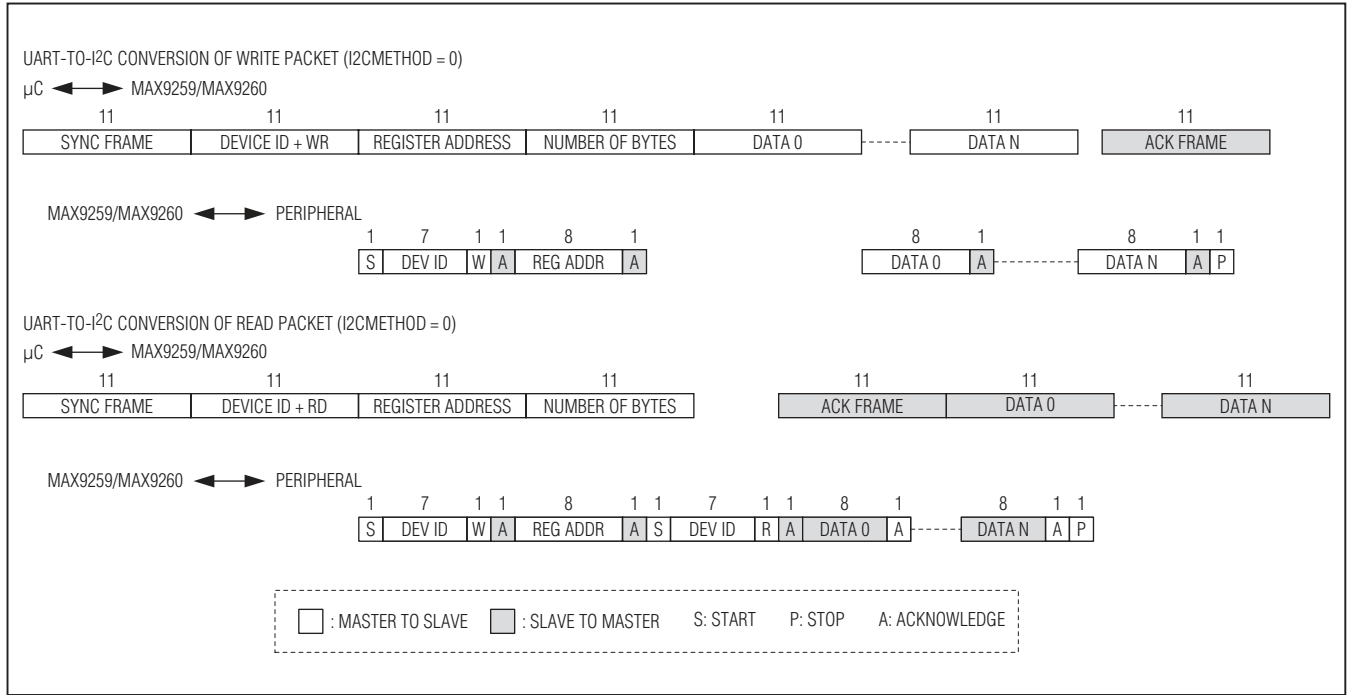 UART-TO-I2C CONVERSION OF WRITE PACKET (I2CMETHOD = 0)
µC MAX9259/MAX9260
11 11 11 11 11 11 11
SYNC FRAME DEVICE ID + WR REGISTER ADDRESS NUMBER OF BYTES DATA 0 DATA N ACK FRAME
MAX9259/MAX9260 PERIPHERAL
1 7 1 1 8 1 8 1 8 1 1
S DEV ID W A REG ADDR A DATA 0 A DATA N A P
UART-TO-I2C CONVERSION OF READ PACKET (I2CMETHOD = 0)
µC MAX9259/MAX9260
11 11 11 11 11 11 11
SYNC FRAME DEVICE ID + RD REGISTER ADDRESS NUMBER OF BYTES ACK FRAME DATA 0 DATA N
MAX9259/MAX9260 PERIPHERAL
1 7 1 1 8 1 1 7 1 1 8 1 8 1 1
S DEV ID W A REG ADDR A S DEV ID R A DATA 0 A DATA N A P
: MASTER TO SLAVE : SLAVE TO MASTER S: START P: STOP A: ACKNOWLEDGE